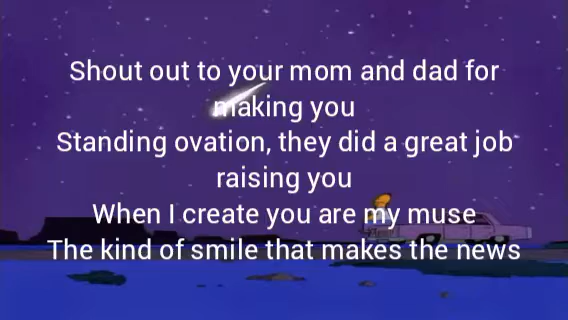 Shout out to your mom and dad for
making you
Standing ovation, they did a great job
raising you
When I create you are my muse
The kind of smile that makes the news